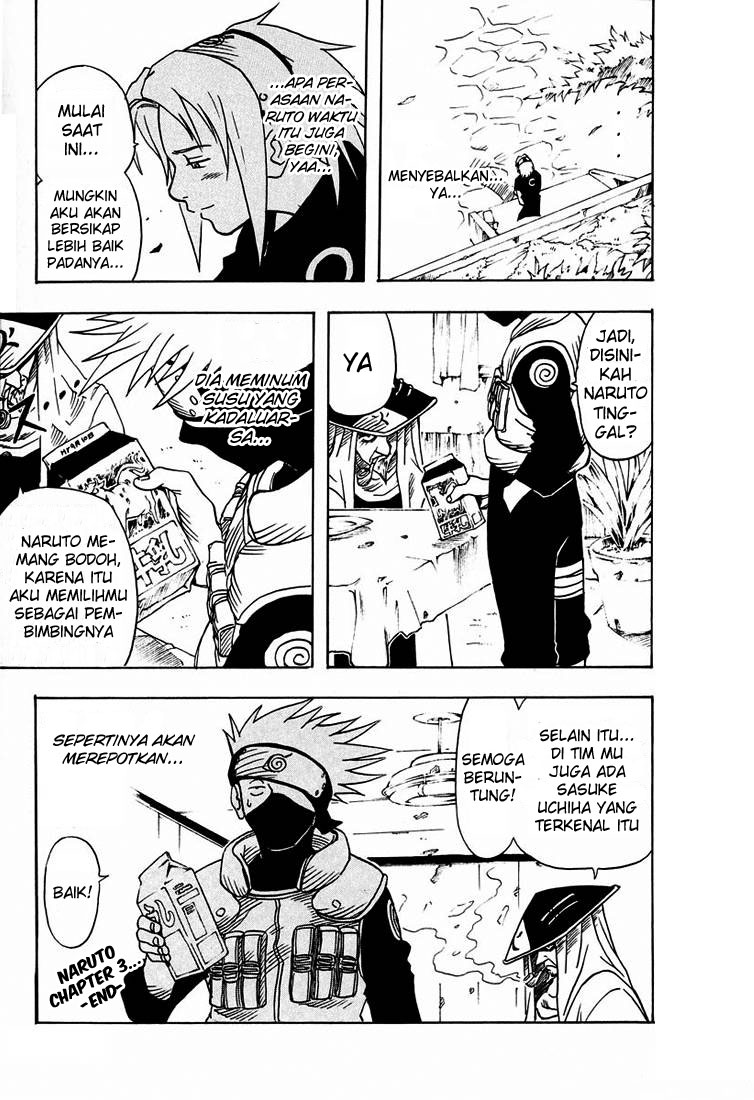 MENYEBALKAN...
YA...
...APA PER-
ASAAN NA-
RUTO WAKTU
ITU JUGA
BEGINI,
YAA...
MULAI
SAAT
INI...
MUNGKIN
AKU AKAN
BERSIKAP
LEBIH BAIK
PADANYA...
JADI,
DISINI-
KAH
NARUTO
TING-
GAL?
YA
DIA MEMINUM
SUSU YANG
KADALUAR-
SA...
牛乳
NARUTO ME-
MANG BODOH,
KARENA ITU
AKU MEMILIHMU
SEBAGAI PEM-
BIMBINGNYA
SELAIN ITU...
DI TIM MU
JUGA ADA
SASUKE
UCHIHA YANG
TERKENAL ITU
SEMOGA
BERUN-
TUNG!
SEPERTINYA AKAN
MEREPOTKAN...
BAIK!
NARUTO
CHAPTER 3...
-END-